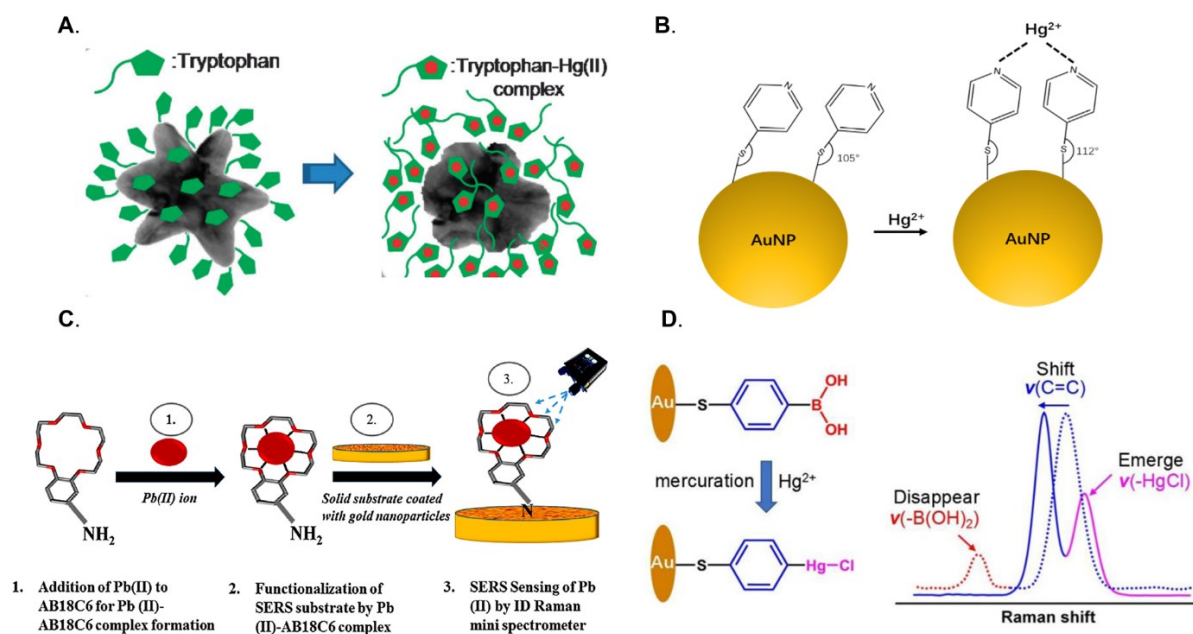 A.
:Tryptophan
:Tryptophan-Hg(II)
complex
B.
Hg²⁺
N
N
N
N
S
S
105°
S
S
112°
AuNP
Hg²⁺
AuNP
C.
1.
Pb(II) ion
NH₂
NH₂
2.
Solid substrate coated
with gold nanoparticles
3.
N
1. Addition of Pb(II) to
AB18C6 for Pb (II)-
AB18C6 complex formation
2. Functionalization of
SERS substrate by Pb
(II)-AB18C6 complex
3. SERS Sensing of Pb
(II) by ID Raman
mini spectrometer
D.
Au
S
B
OH
OH
mercuration
Hg²⁺
Au
S
Hg-Cl
Shift
v(C=C)
Emerge
v(-HgCl)
Disappear
v(-B(OH)₂)
Raman shift